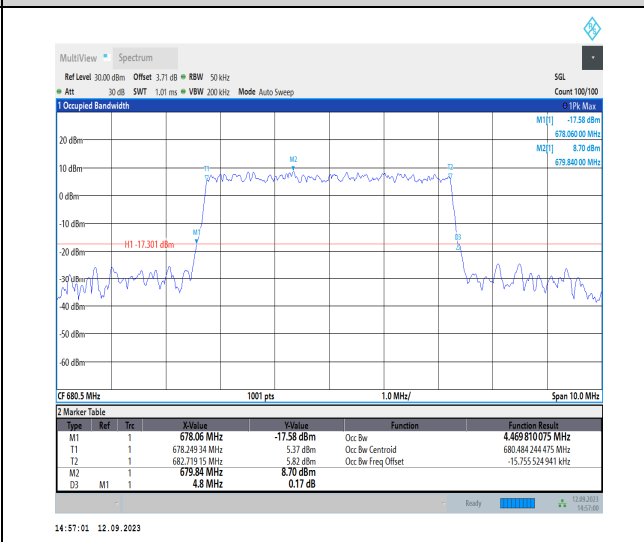 MultiView Spectrum
Ref Level 30.00 dBm Offset 3.71 dB RBW 50 kHz SGL
Att 30 dB SWT 1.01 ms VBW 200 kHz Mode Auto Sweep Count 100/100
1 Occupied Bandwidth 1Pk Max
M1[1] -17.58 dBm
678.060 00 MHz
M2[1] 8.70 dBm
679.840 00 MHz
20 dBm
M2
T1 T2
10 dBm
0 dBm
-10 dBm
M1
D3
H1 -17.301 dBm
-20 dBm
-30 dBm
-40 dBm
-50 dBm
-60 dBm
CF 680.5 MHz 1001 pts 1.0 MHz/ Span 10.0 MHz
2 Marker Table
Type Ref Trc X-Value Y-Value Function Function Result
M1 1 678.06 MHz -17.58 dBm Occ Bw 4.469 810 075 MHz
T1 1 678.249 34 MHz 5.37 dBm Occ Bw Centroid 680.484 244 475 MHz
T2 1 682.719 15 MHz 5.82 dBm Occ Bw Freq Offset -15.755 524 941 kHz
M2 1 679.84 MHz 8.70 dBm
D3 M1 1 4.8 MHz 0.17 dB
Ready 12.09.2023
14:57:00
14:57:01 12.09.2023